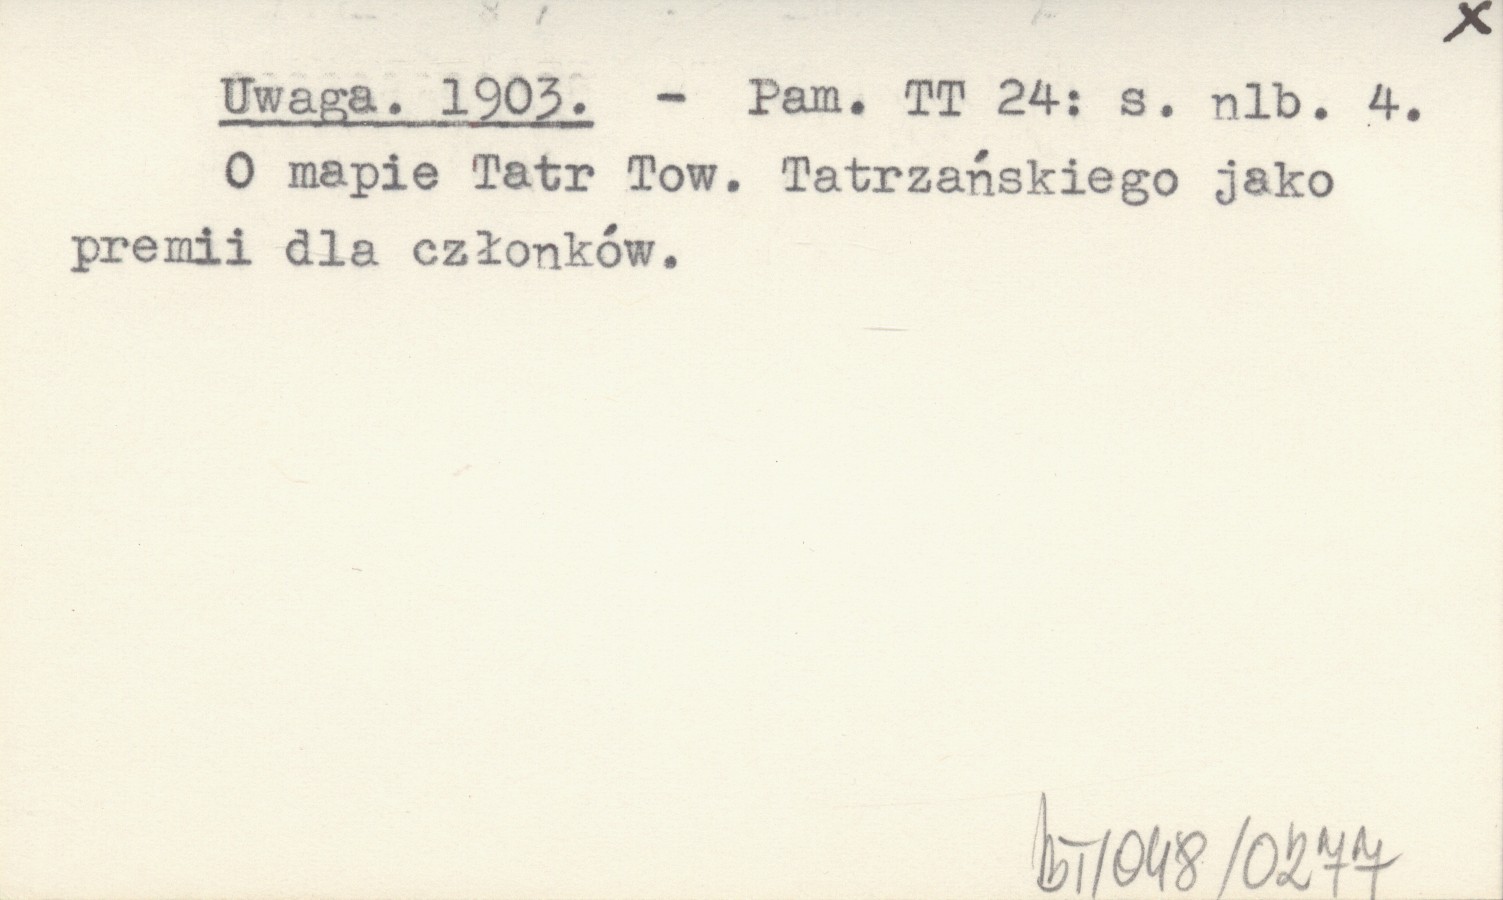 x
Uwaga. 1903. - Pam. TT 24: s. nlb. 4.
O mapie Tatr Tow. Tatrzańskiego jako
premii dla członków.
bT/048/0277